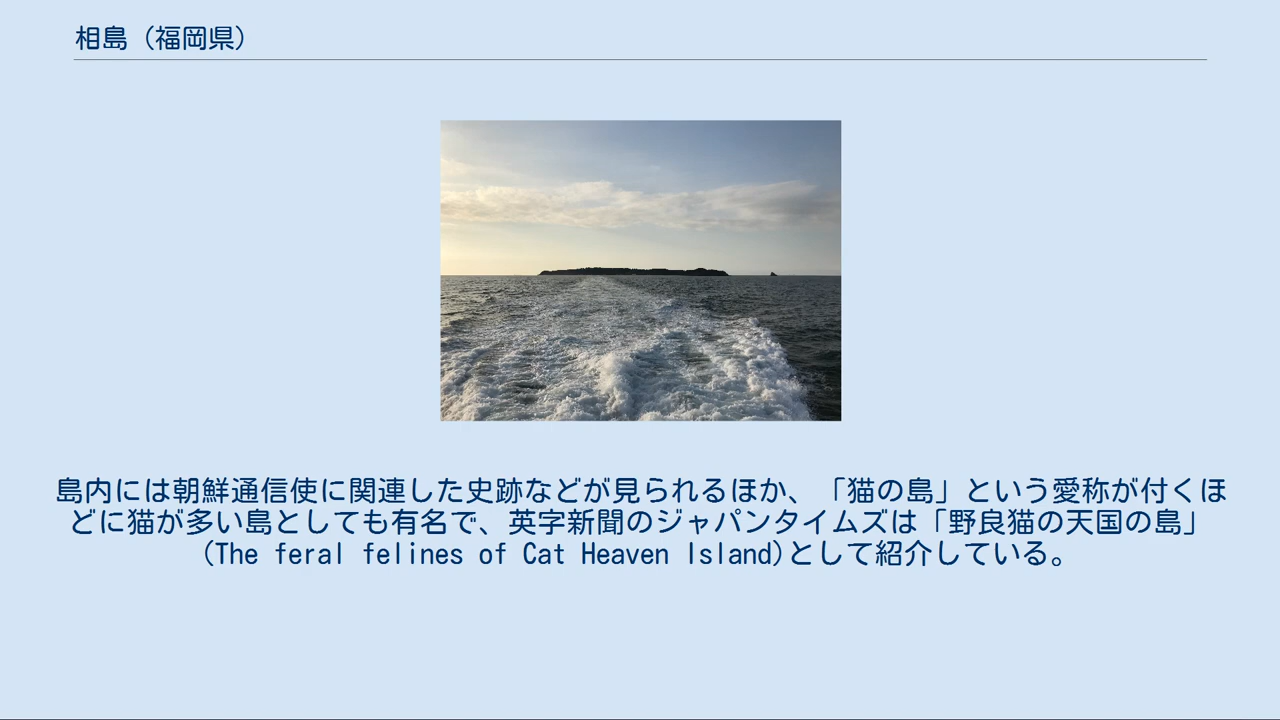 相島（福岡県）
島内には朝鮮通信使に関連した史跡などが見られるほか、「猫の島」という愛称が付くほ
どに猫が多い島としても有名で、英字新聞のジャパンタイムズは「野良猫の天国の島」
(The feral felines of Cat Heaven Island)として紹介している。